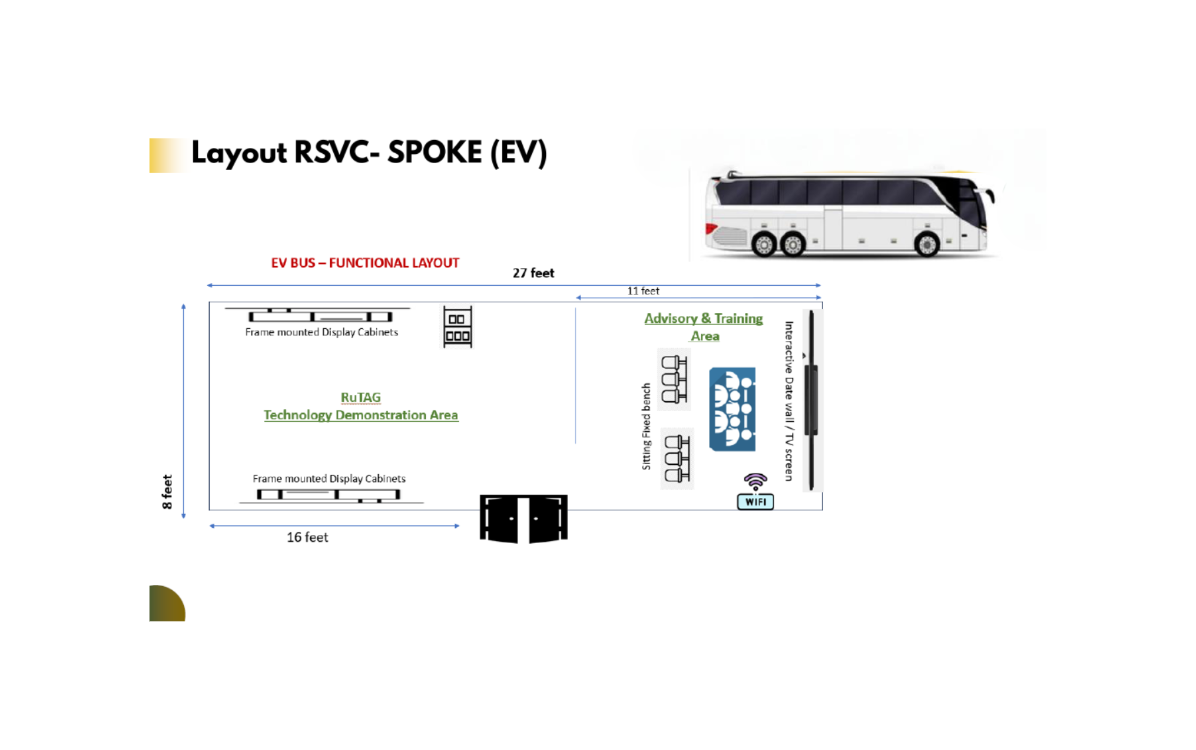 Layout RSVC- SPOKE (EV)
EV BUS – FUNCTIONAL LAYOUT
27 feet
11 feet
Frame mounted Display Cabinets
Advisory & Training
Area
Interactive Date wall / TV screen
Sitting Fixed bench
RuTAG
Technology Demonstration Area
Frame mounted Display Cabinets
8 feet
WIFI
16 feet